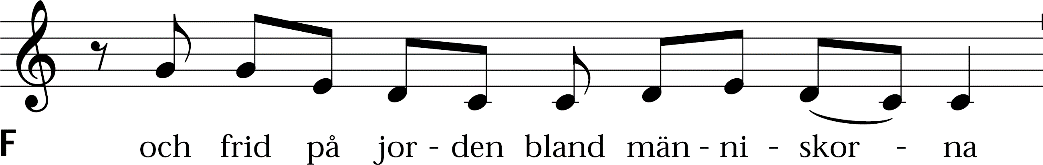 F och frid på jor - den bland män - ni - skor - na